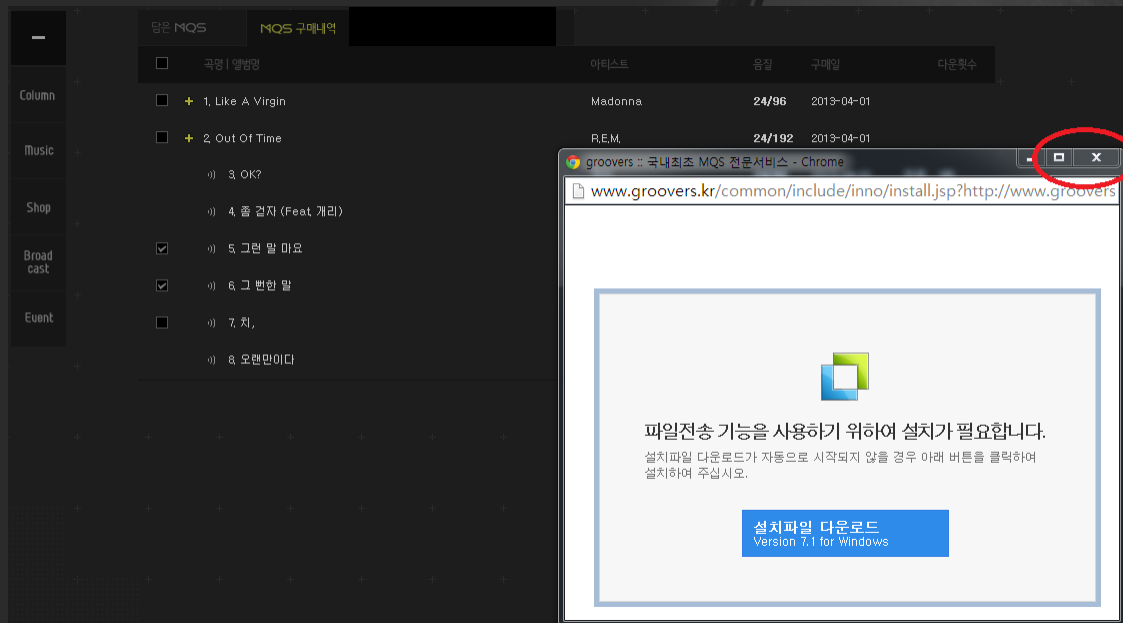 담은 MQS
MQS 구매내역
곡명 | 앨범명 아티스트 음질 구매일 다운횟수
1, Like A Virgin Madonna 24/96 2013-04-01
2, Out Of Time R,E,M, 24/192 2013-04-01
3, OK?
4, 좀 걷자 (Feat, 개리)
5, 그런 말 마요
6, 그 뻔한 말
7, 치,
8, 오랜만이다
Column
Music
Shop
Broad
cast
Event
groovers :: 국내최초 MQS 전문서비스 - Chrome
www.groovers.kr/common/include/inno/install.jsp?http://www.groovers
파일전송 기능을 사용하기 위하여 설치가 필요합니다.
설치파일 다운로드가 자동으로 시작되지 않을 경우 아래 버튼을 클릭하여
설치하여 주십시오.
설치파일 다운로드
Version 7.1 for Windows